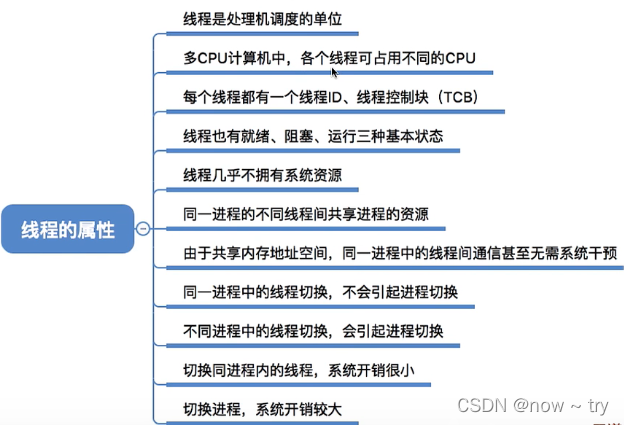 线程是处理机调度的单位
多CPU计算机中，各个线程可占用不同的CPU
每个线程都有一个线程ID、线程控制块（TCB）
线程也有就绪、阻塞、运行三种基本状态
线程几乎不拥有系统资源
线程的属性
同一进程的不同线程间共享进程的资源
由于共享内存地址空间，同一进程中的线程间通信甚至无需系统干预
同一进程中的线程切换，不会引起进程切换
不同进程中的线程切换，会引起进程切换
切换同进程内的线程，系统开销很小
切换进程，系统开销较大
CSDN @now ~ try